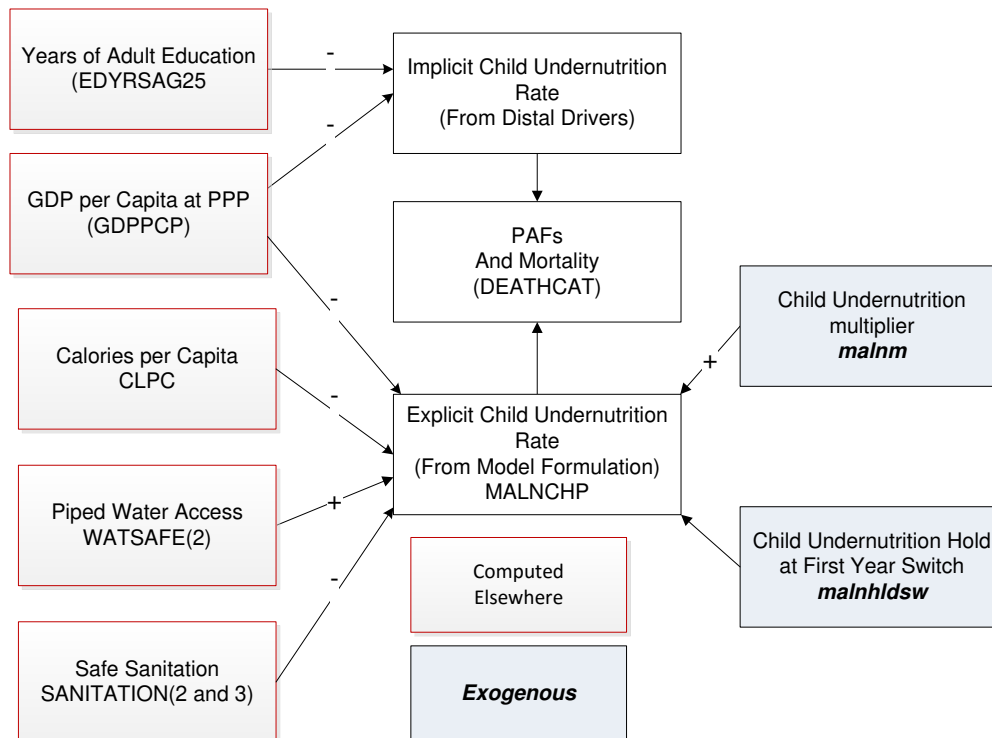 Years of Adult Education
(EDYRSAG25
-
Implicit Child Undernutrition
Rate
(From Distal Drivers)
-
GDP per Capita at PPP
(GDPPCP)
PAFs
And Mortality
(DEATHCAT)
-
Child Undernutrition
multiplier
malnm
+
Calories per Capita
CLPC
-
Explicit Child Undernutrition
Rate
(From Model Formulation)
MALNCHP
Piped Water Access
WATSAFE(2)
+
Child Undernutrition Hold
at First Year Switch
malnhldsw
-
Computed
Elsewhere
Safe Sanitation
SANITATION(2 and 3)
Exogenous